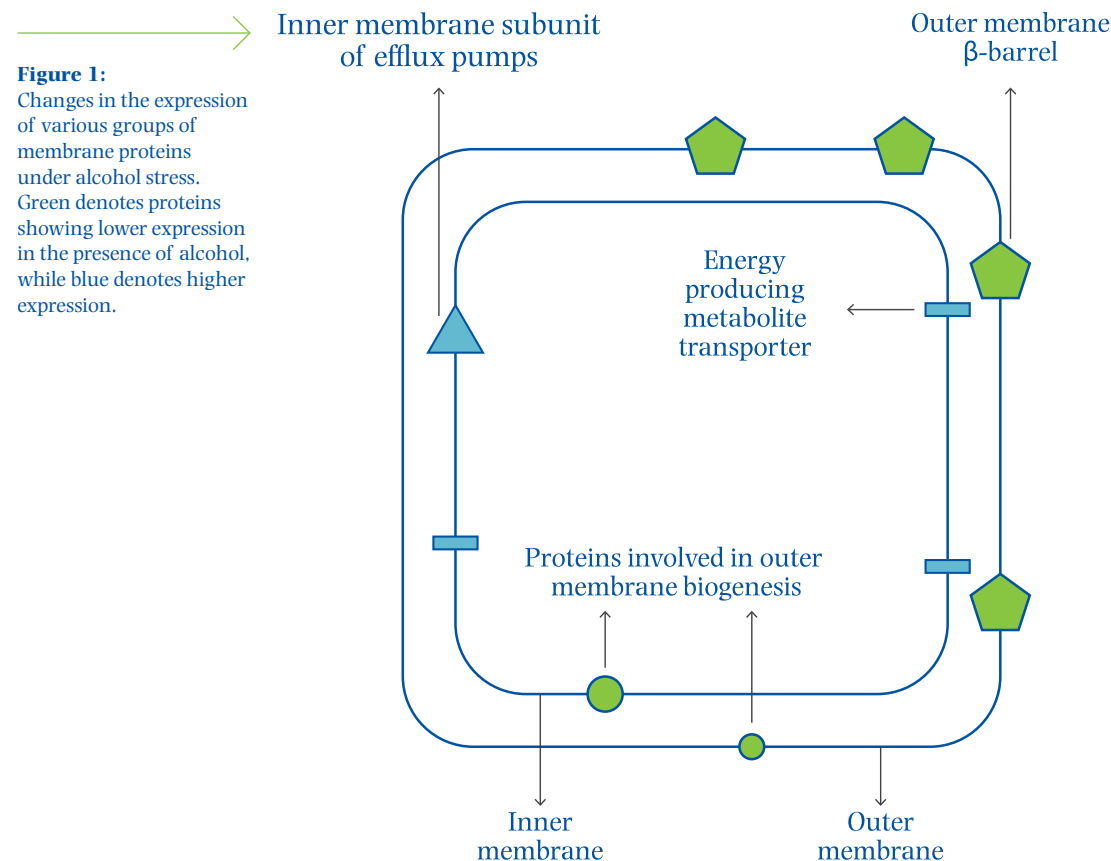 Inner membrane subunit
of efflux pumps
Outer membrane
β-barrel
Figure 1:
Changes in the expression
of various groups of
membrane proteins
under alcohol stress.
Green denotes proteins
showing lower expression
in the presence of alcohol,
while blue denotes higher
expression.
Energy
producing
metabolite
transporter
Proteins involved in outer
membrane biogenesis
Inner
membrane
Outer
membrane